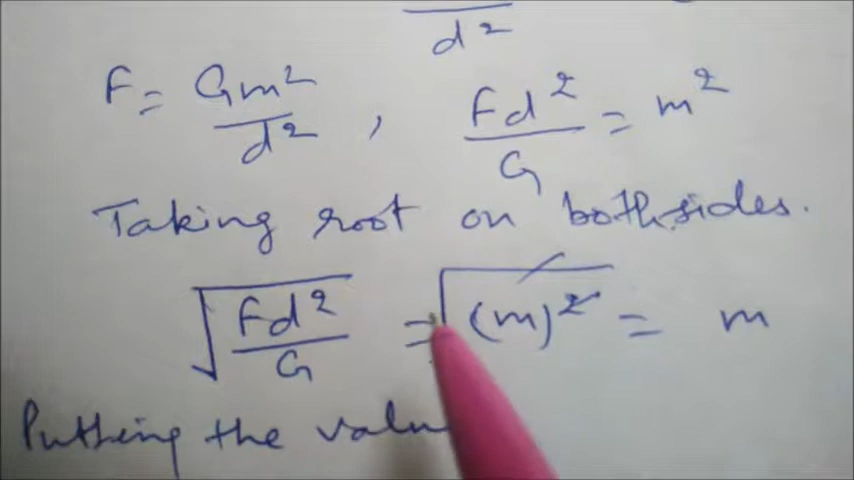 d²
F = Gm²/d² , Fd²/G = m²
Taking root on both sides.
√(Fd²/G) = √(m)² = m
Putting the valu